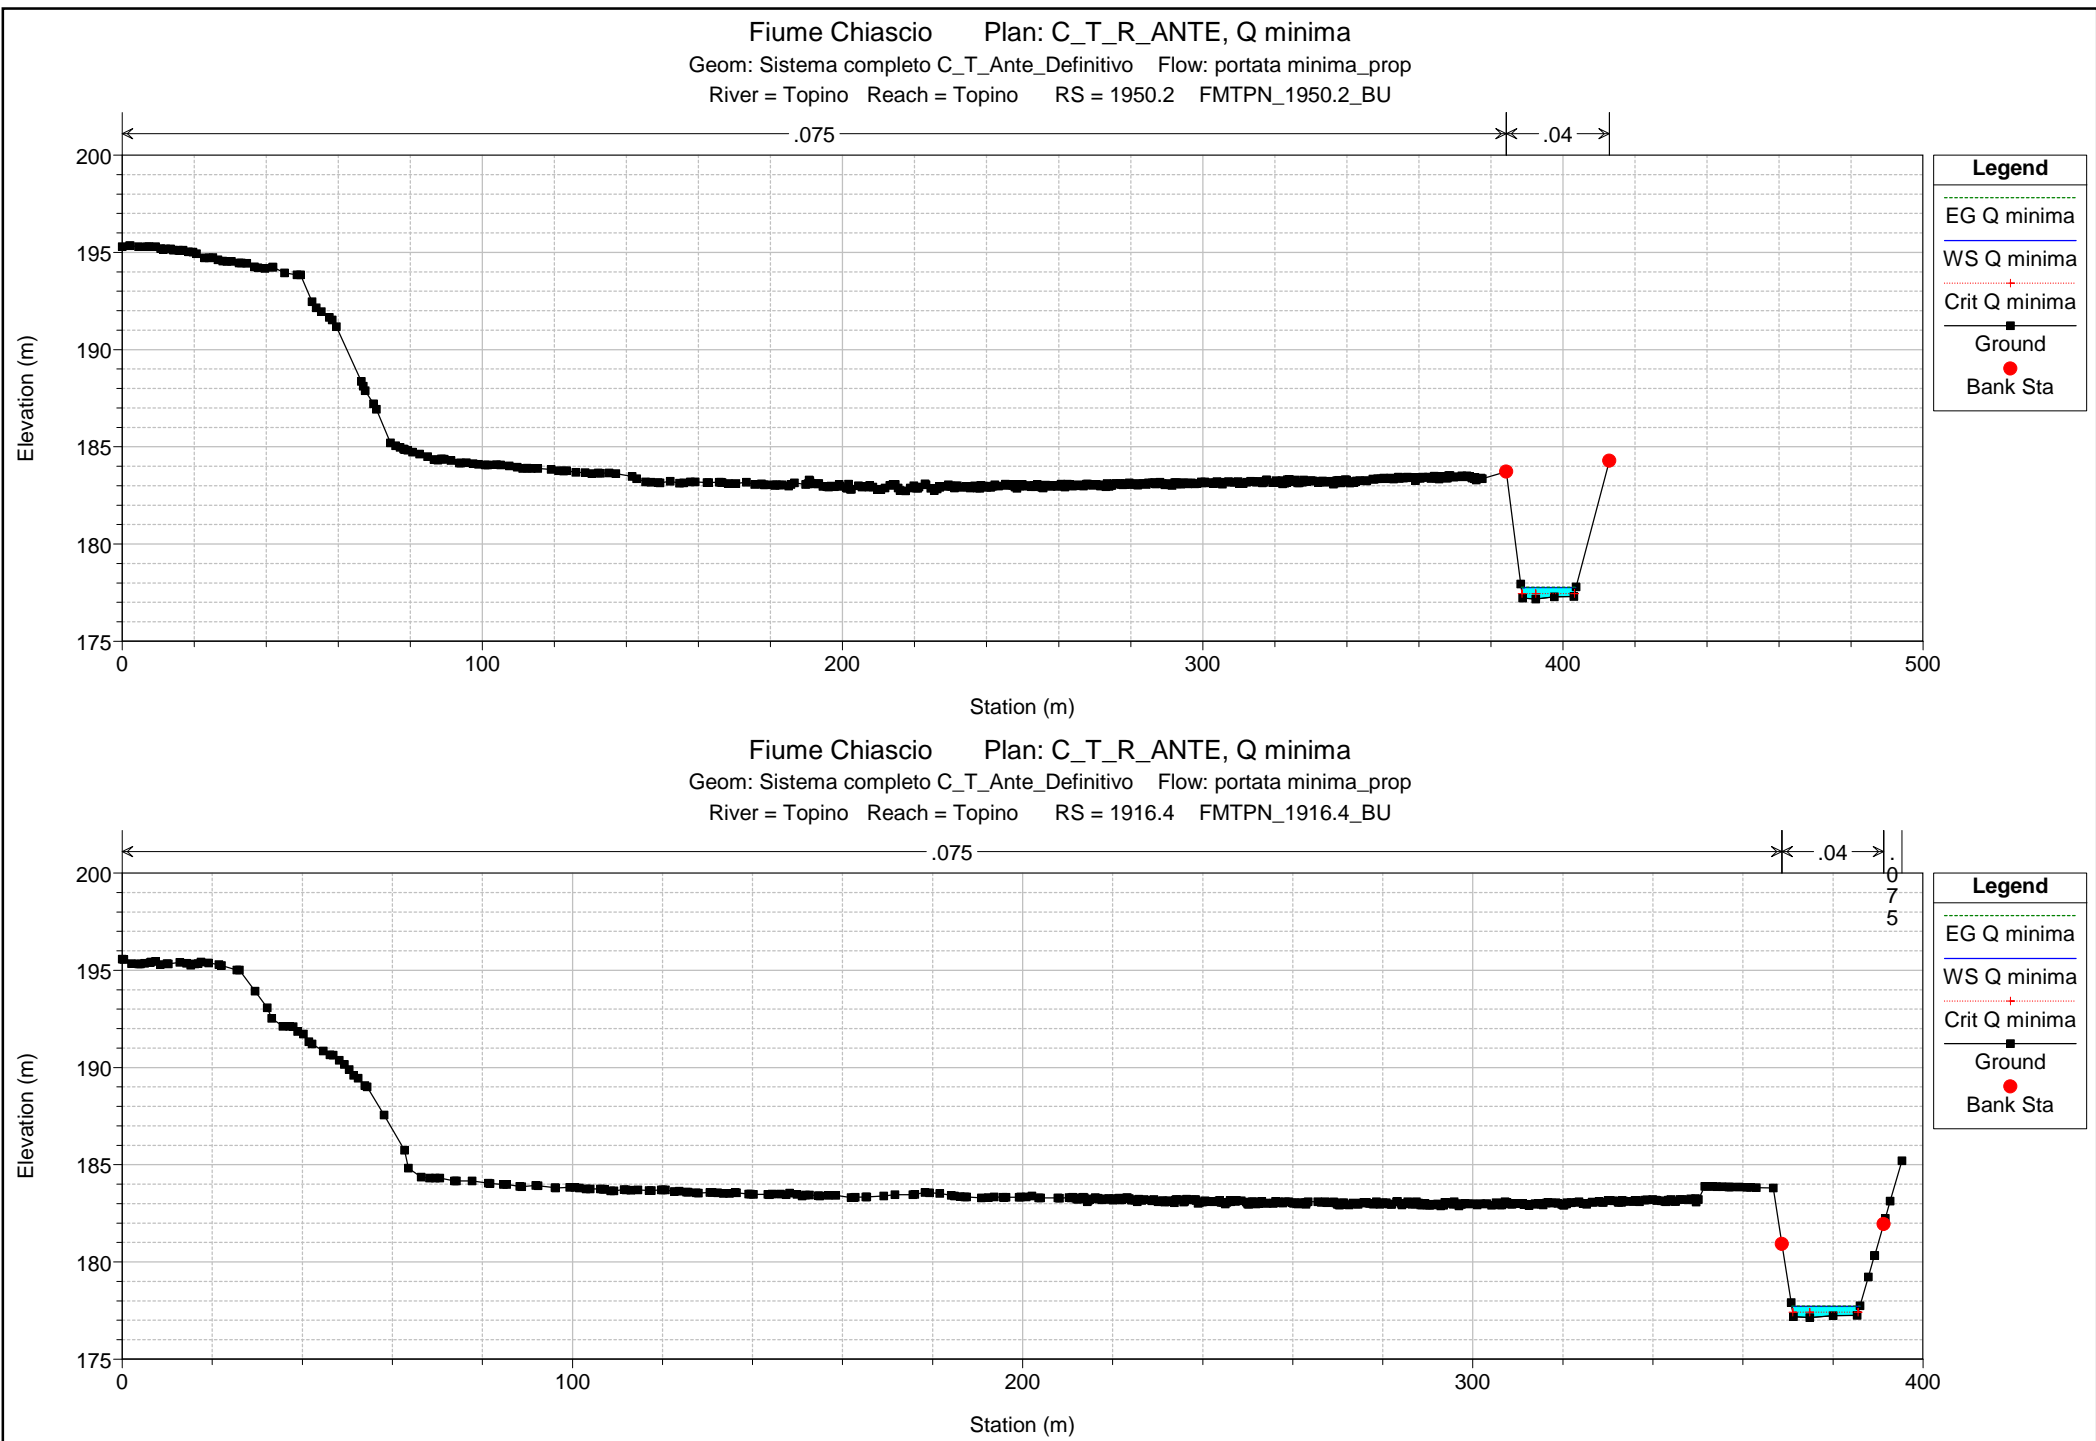 Fiume Chiascio Plan: C_T_R_ANTE, Q minima
Geom: Sistema completo C_T_Ante_Definitivo Flow: portata minima_prop
River = Topino Reach = Topino RS = 1950.2 FMTPN_1950.2_BU
.075 .04
200
195
190
185
180
175
Elevation (m)
0 100 200 300 400 500
Station (m)
Legend
EG Q minima
WS Q minima
Crit Q minima
Ground
Bank Sta
Fiume Chiascio Plan: C_T_R_ANTE, Q minima
Geom: Sistema completo C_T_Ante_Definitivo Flow: portata minima_prop
River = Topino Reach = Topino RS = 1916.4 FMTPN_1916.4_BU
.075 .04 .075
200
195
190
185
180
175
Elevation (m)
0 100 200 300 400
Station (m)
Legend
EG Q minima
WS Q minima
Crit Q minima
Ground
Bank Sta